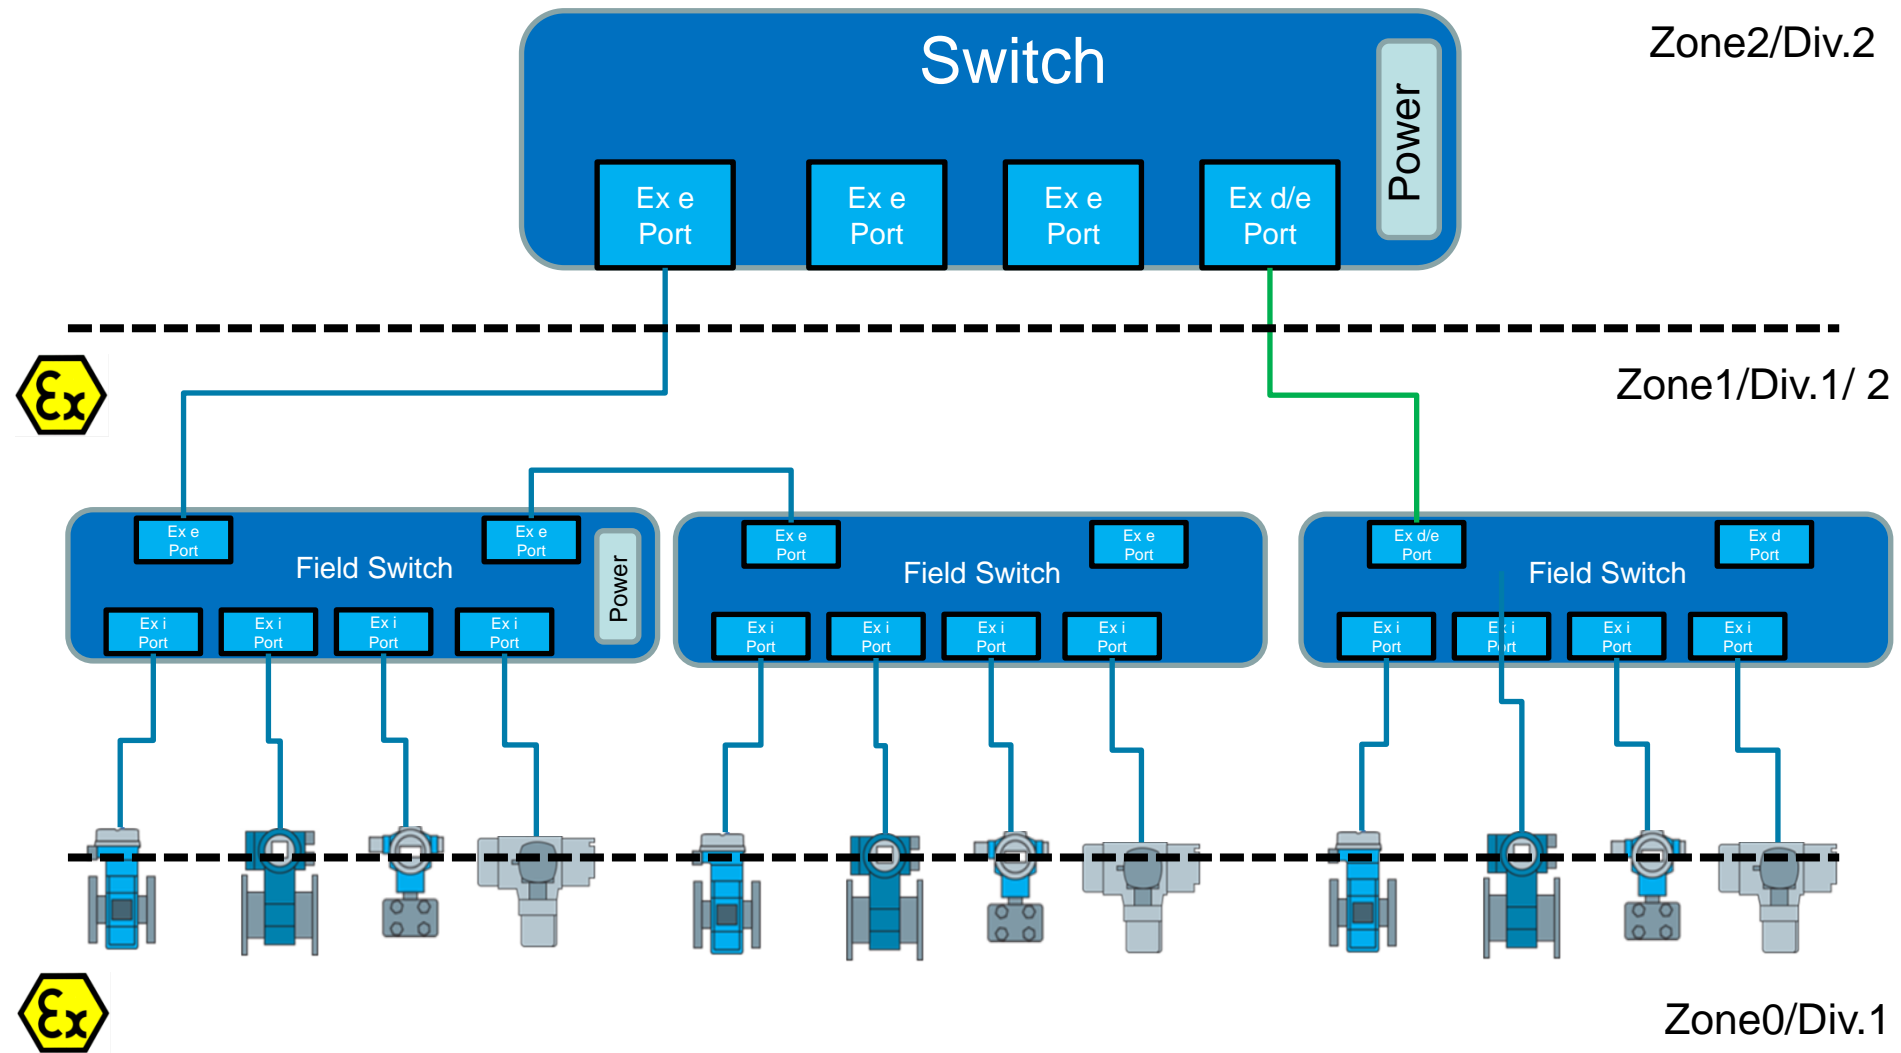 Switch
Zone2/Div.2
Power
Ex e
Port
Ex e
Port
Ex e
Port
Ex d/e
Port
Ex
Zone1/Div.1/ 2
Ex e
Port
Ex e
Port
Field Switch
Power
Ex i
Port
Ex i
Port
Ex i
Port
Ex i
Port
Ex e
Port
Ex e
Port
Field Switch
Ex i
Port
Ex i
Port
Ex i
Port
Ex i
Port
Ex d/e
Port
Ex d
Port
Field Switch
Ex i
Port
Ex i
Port
Ex i
Port
Ex i
Port
Ex
Zone0/Div.1